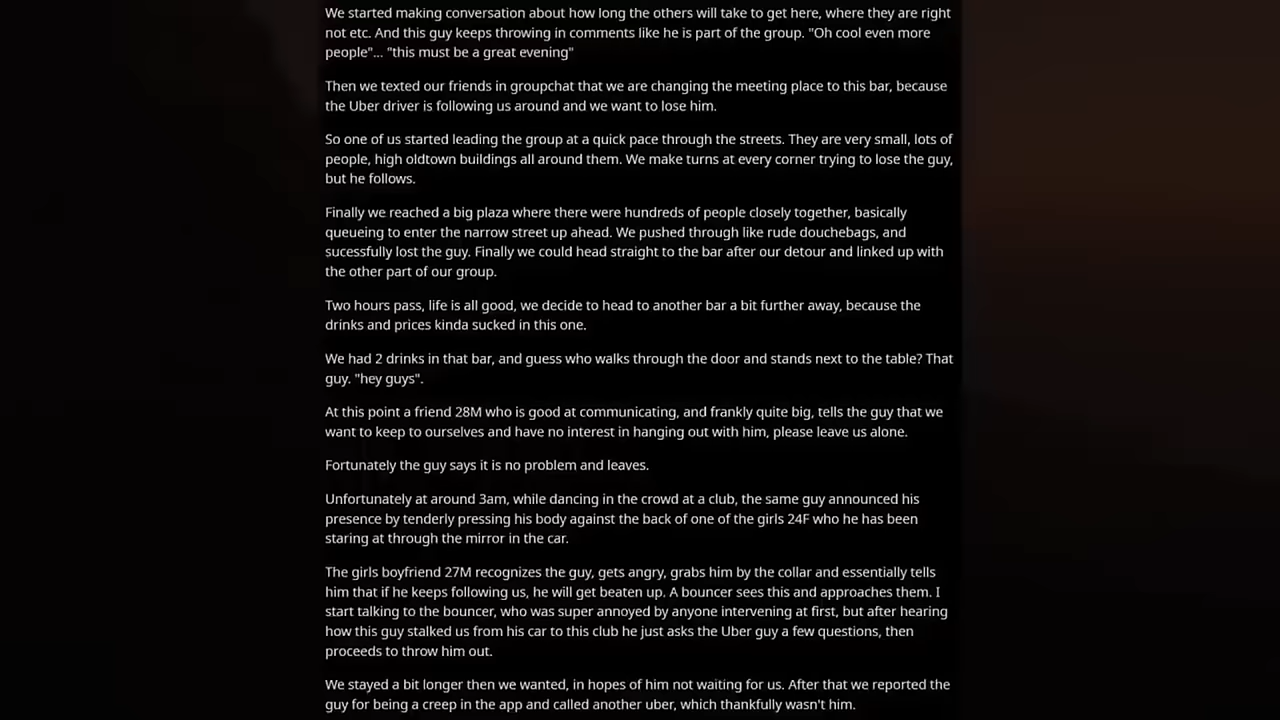 We started making conversation about how long the others will take to get here, where they are right
not etc. And this guy keeps throwing in comments like he is part of the group. "Oh cool even more
people"... "this must be a great evening"
Then we texted our friends in groupchat that we are changing the meeting place to this bar, because
the Uber driver is following us around and we want to lose him.
So one of us started leading the group at a quick pace through the streets. They are very small, lots of
people, high oldtown buildings all around them. We make turns at every corner trying to lose the guy,
but he follows.
Finally we reached a big plaza where there were hundreds of people closely together, basically
queueing to enter the narrow street up ahead. We pushed through like rude douchebags, and
sucessfully lost the guy. Finally we could head straight to the bar after our detour and linked up with
the other part of our group.
Two hours pass, life is all good, we decide to head to another bar a bit further away, because the
drinks and prices kinda sucked in this one.
We had 2 drinks in that bar, and guess who walks through the door and stands next to the table? That
guy. "hey guys".
At this point a friend 28M who is good at communicating, and frankly quite big, tells the guy that we
want to keep to ourselves and have no interest in hanging out with him, please leave us alone.
Fortunately the guy says it is no problem and leaves.
Unfortunately at around 3am, while dancing in the crowd at a club, the same guy announced his
presence by tenderly pressing his body against the back of one of the girls 24F who he has been
staring at through the mirror in the car.
The girls boyfriend 27M recognizes the guy, gets angry, grabs him by the collar and essentially tells
him that if he keeps following us, he will get beaten up. A bouncer sees this and approaches them. I
start talking to the bouncer, who was super annoyed by anyone intervening at first, but after hearing
how this guy stalked us from his car to this club he just asks the Uber guy a few questions, then
proceeds to throw him out.
We stayed a bit longer then we wanted, in hopes of him not waiting for us. After that we reported the
guy for being a creep in the app and called another uber, which thankfully wasn't him.